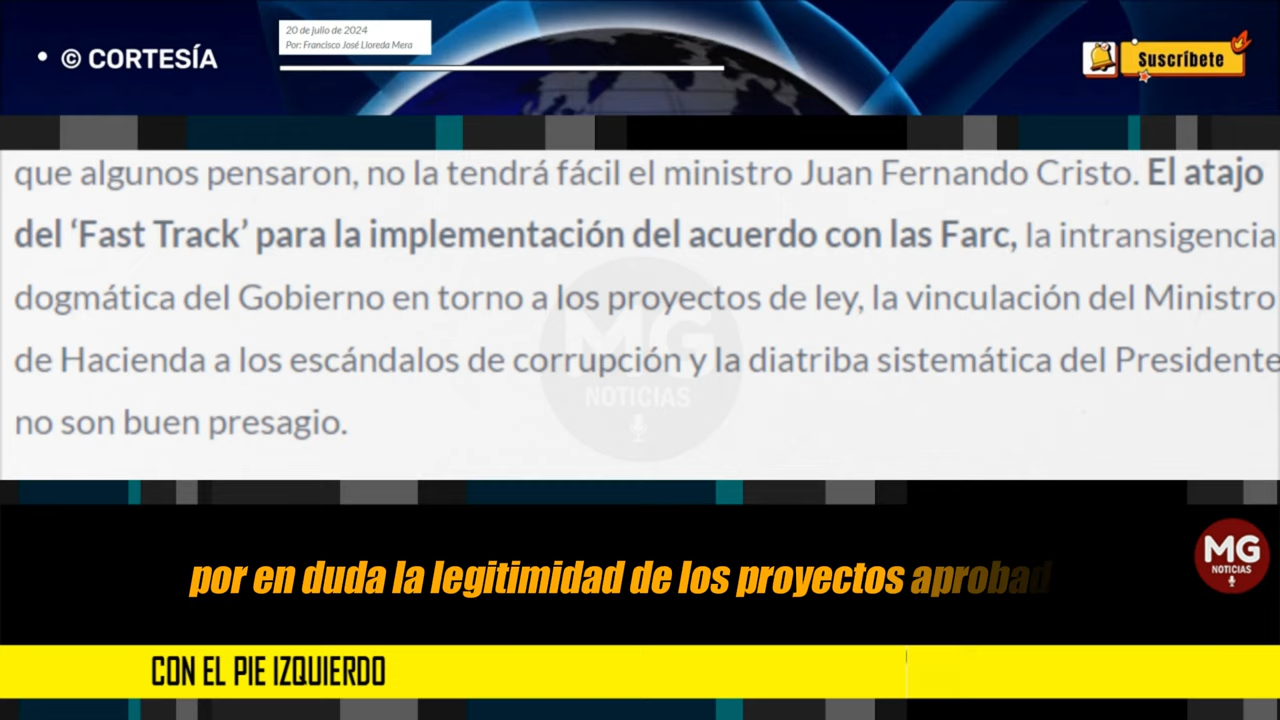 • © CORTESÍA
20 de julio de 2024
Por: Francisco José Lloreda Mera
Suscríbete
que algunos pensaron, no la tendrá fácil el ministro Juan Fernando Cristo. El atajo
del ‘Fast Track’ para la implementación del acuerdo con las Farc, la intransigencia
dogmática del Gobierno en torno a los proyectos de ley, la vinculación del Ministro
de Hacienda a los escándalos de corrupción y la diatriba sistemática del Presidente
no son buen presagio.
MG
NOTICIAS
por en duda la legitimidad de los proyectos aprobad
MG
NOTICIAS
CON EL PIE IZQUIERDO